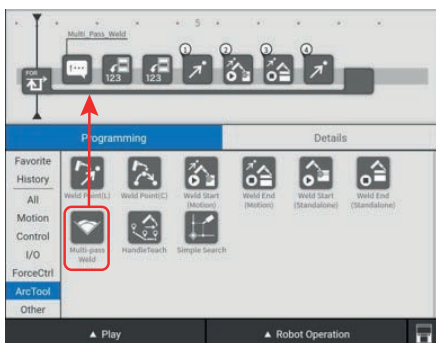 5
Multi_Pass_Weld
1 2 3 4
FOR 123 123
Programming Details
Favorite
History
All
Motion
Control
I/O
ForceCtrl
ArcTool
Other
Weld Point(L) Weld Point(C) Weld Start (Motion) Weld End (Motion) Weld Start (Standalone) Weld End (Standalone)
Multi-pass Weld HandleTeach Simple Search
▲ Play ▲ Robot Operation